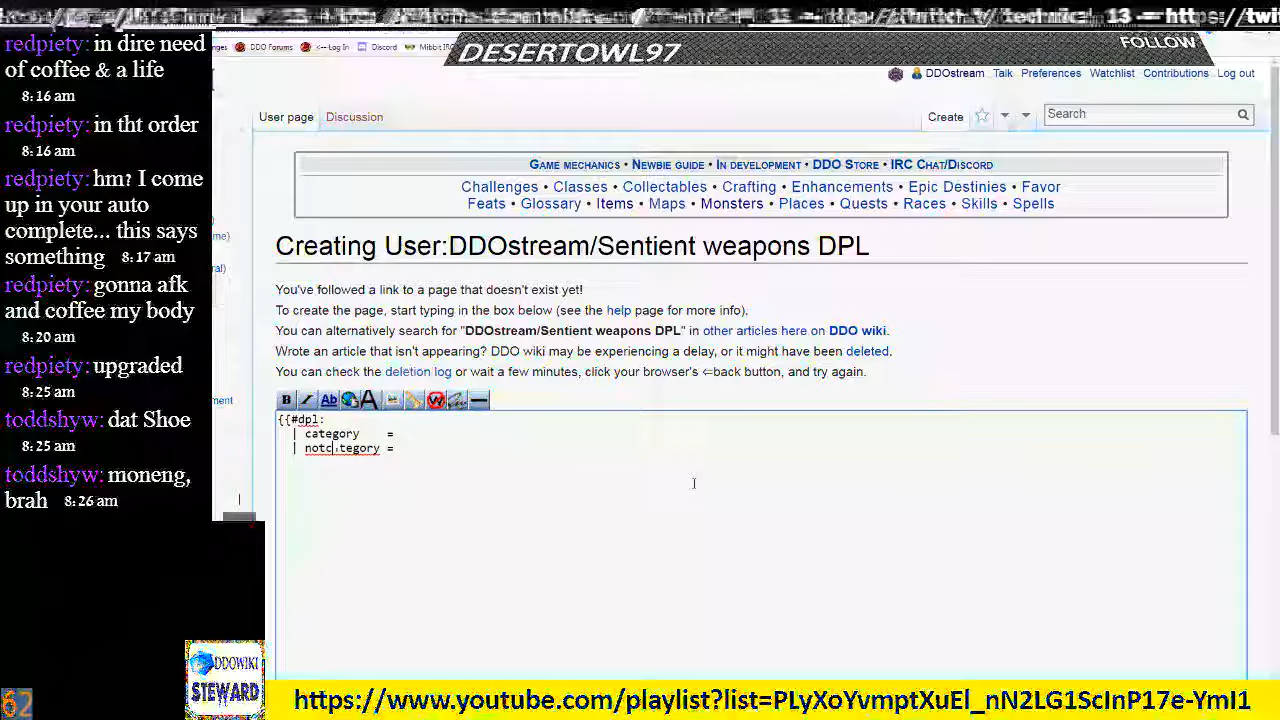 redpiety: in dire need
of coffee & a life
8:16 am
redpiety: in tht order
8:16 am
redpiety: hm? I come
up in your auto
complete... this says
something 8:17 am
redpiety: gonna afk
and coffee my body
8:20 am
redpiety: upgraded
8:25 am
toddshyw: dat Shoe
8:25 am
toddshyw: moneng,
brah 8:26 am
DDO Forums <-- Log In Discord Mibbit IRC
DESERTOWL97
FOLLOW
DDOstream Talk Preferences Watchlist Contributions Log out
User page Discussion Create Search
GAME MECHANICS • NEWBIE GUIDE • IN DEVELOPMENT • DDO STORE • IRC CHAT/DISCORD
Challenges • Classes • Collectables • Crafting • Enhancements • Epic Destinies • Favor
Feats • Glossary • Items • Maps • Monsters • Places • Quests • Races • Skills • Spells
Creating User:DDOstream/Sentient weapons DPL
You've followed a link to a page that doesn't exist yet!
To create the page, start typing in the box below (see the help page for more info).
You can alternatively search for "DDOstream/Sentient weapons DPL" in other articles here on DDO wiki.
Wrote an article that isn't appearing? DDO wiki may be experiencing a delay, or it might have been deleted.
You can check the deletion log or wait a few minutes, click your browser's ⇐back button, and try again.
B I Ab A W
{{#dpl:
| category =
| notc tegory =
DDOWIKI
STEWARD
62
https://www.youtube.com/playlist?list=PLyXoYvmptXuEl_nN2LG1ScInP17e-YmI1